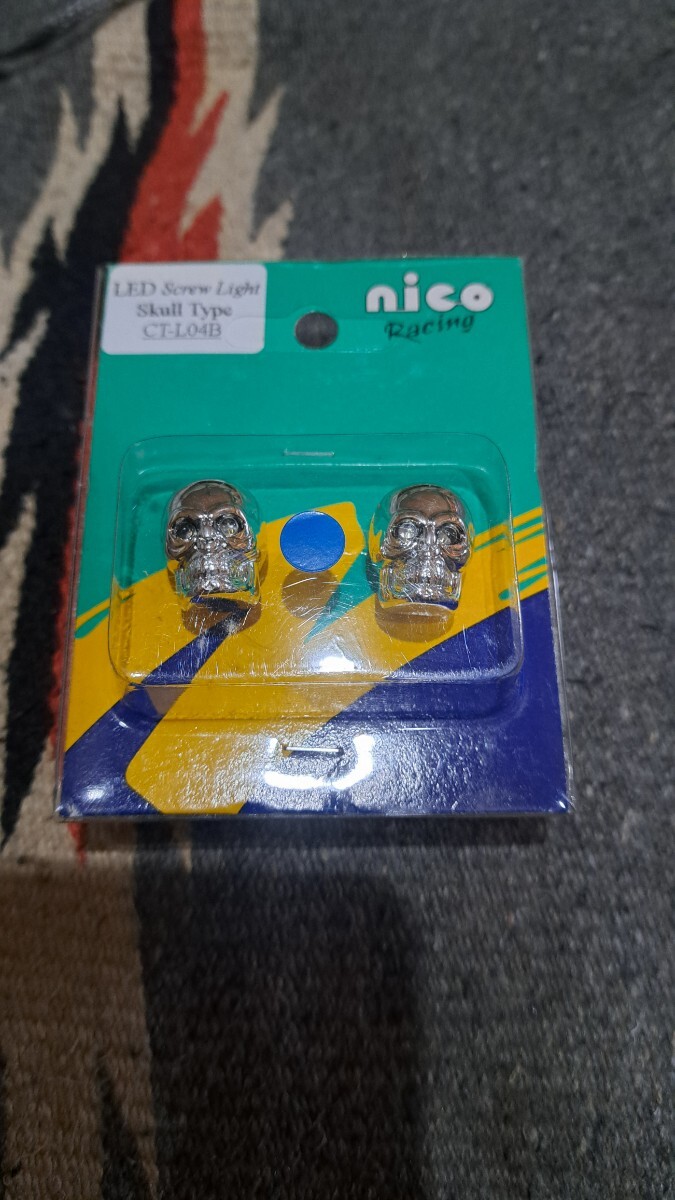 LED Screw Light
Skull Type
CT-L04B
nico
Racing